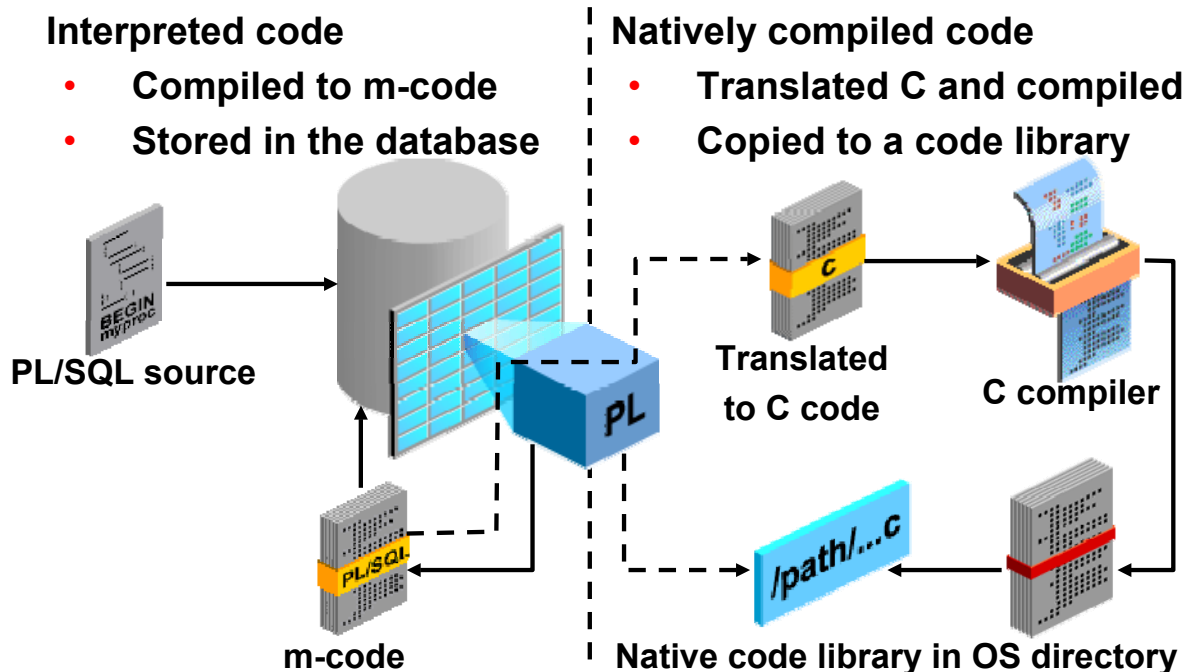 Interpreted code
• Compiled to m-code
• Stored in the database
BEGIN
myproc
PL/SQL source
PL
PL/SQL
m-code
Natively compiled code
• Translated C and compiled
• Copied to a code library
C
Translated
to C code
C compiler
/path/...c
Native code library in OS directory